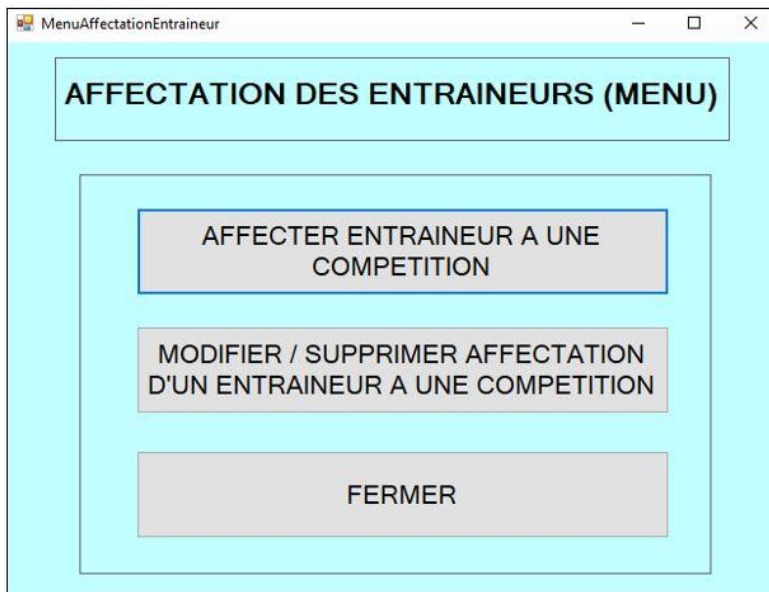 MenuAffectationEntraineur
AFFECTATION DES ENTRAINEURS (MENU)
AFFECTER ENTRAINEUR A UNE
COMPETITION
MODIFIER / SUPPRIMER AFFECTATION
D'UN ENTRAINEUR A UNE COMPETITION
FERMER